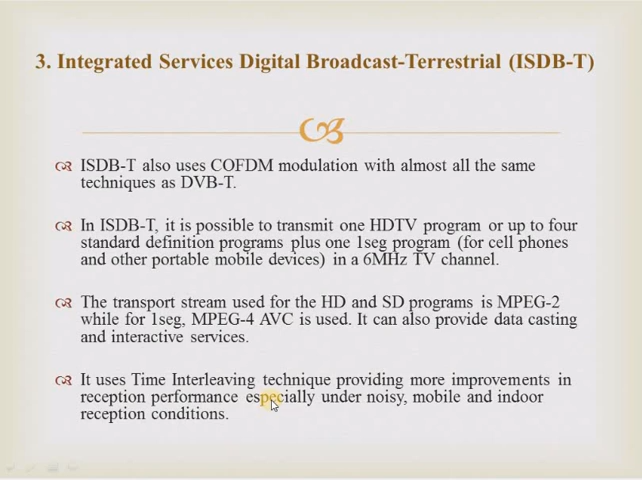 3. Integrated Services Digital Broadcast-Terrestrial (ISDB-T)
ISDB-T also uses COFDM modulation with almost all the same
techniques as DVB-T.
In ISDB-T, it is possible to transmit one HDTV program or up to four
standard definition programs plus one 1seg program (for cell phones
and other portable mobile devices) in a 6MHz TV channel.
The transport stream used for the HD and SD programs is MPEG-2
while for 1seg, MPEG-4 AVC is used. It can also provide data casting
and interactive services.
It uses Time Interleaving technique providing more improvements in
reception performance especially under noisy, mobile and indoor
reception conditions.